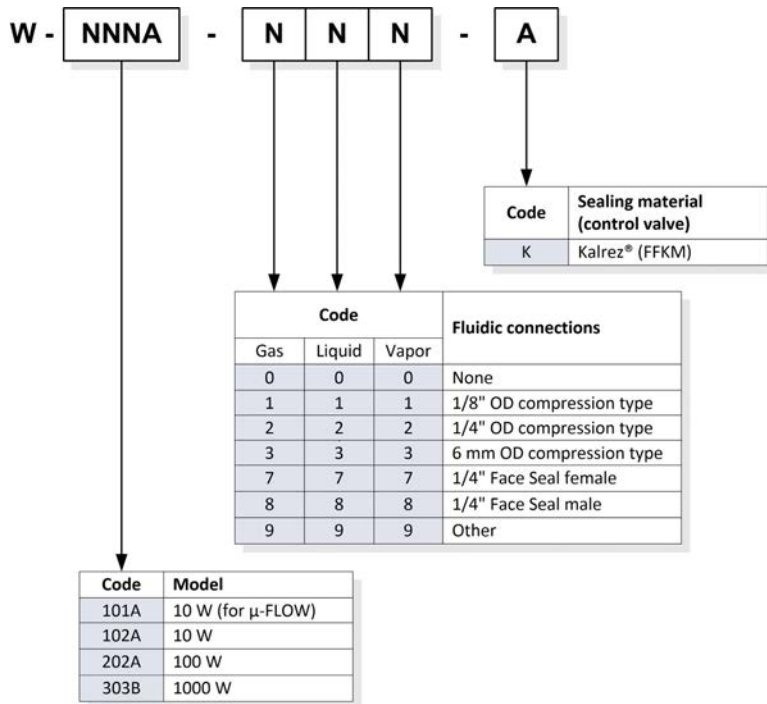 W - NNNA - N N N - A
Code Sealing material (control valve)
K Kalrez® (FFKM)
Code Fluidic connections
Gas Liquid Vapor
0 0 0 None
1 1 1 1/8" OD compression type
2 2 2 1/4" OD compression type
3 3 3 6 mm OD compression type
7 7 7 1/4" Face Seal female
8 8 8 1/4" Face Seal male
9 9 9 Other
Code Model
101A 10 W (for µ-FLOW)
102A 10 W
202A 100 W
303B 1000 W